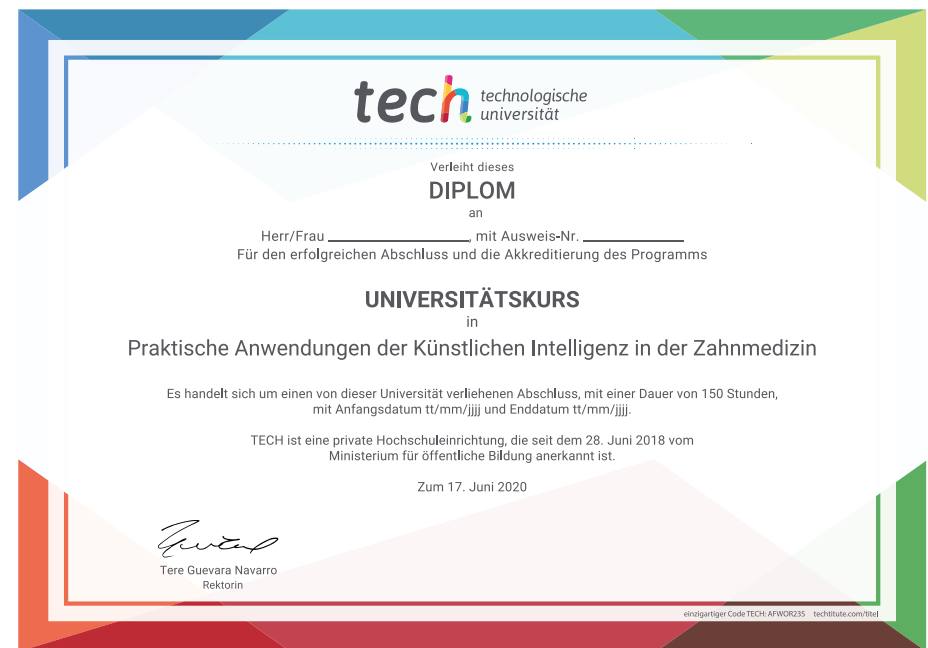 tech technologische
universität
Verleiht dieses
DIPLOM
an
Herr/Frau ____________________, mit Ausweis-Nr. ______________
Für den erfolgreichen Abschluss und die Akkreditierung des Programms
UNIVERSITÄTSKURS
in
Praktische Anwendungen der Künstlichen Intelligenz in der Zahnmedizin
Es handelt sich um einen von dieser Universität verliehenen Abschluss, mit einer Dauer von 150 Stunden,
mit Anfangsdatum tt/mm/jjjj und Enddatum tt/mm/jjjj.
TECH ist eine private Hochschuleinrichtung, die seit dem 28. Juni 2018 vom
Ministerium für öffentliche Bildung anerkannt ist.
Zum 17. Juni 2020
Tere Guevara Navarro
Rektorin
einzigartiger Code TECH: AFWOR23S techtitute.com/titel